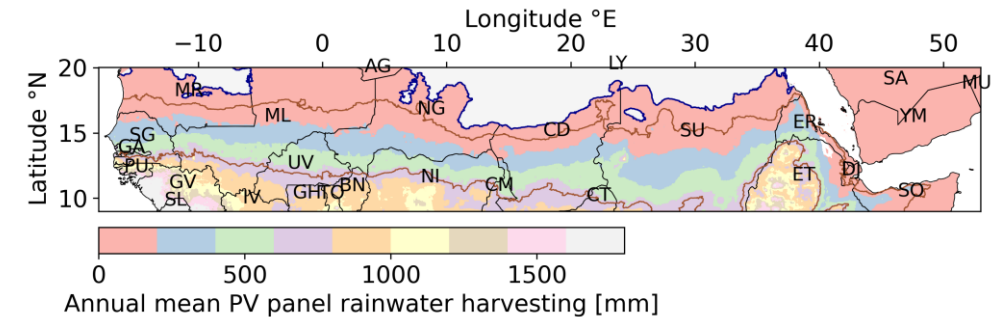 Longitude °E
−10 0 10 20 30 40 50
Latitude °N
20
15
10
AG
LY
SA
MU
MR
ML
NG
CD
SU
ER
YM
SG
GA
PU
UV
GV
SL
IV
GH
TO
BN
NI
CM
CT
ET
DJ
SO
0 500 1000 1500
Annual mean PV panel rainwater harvesting [mm]